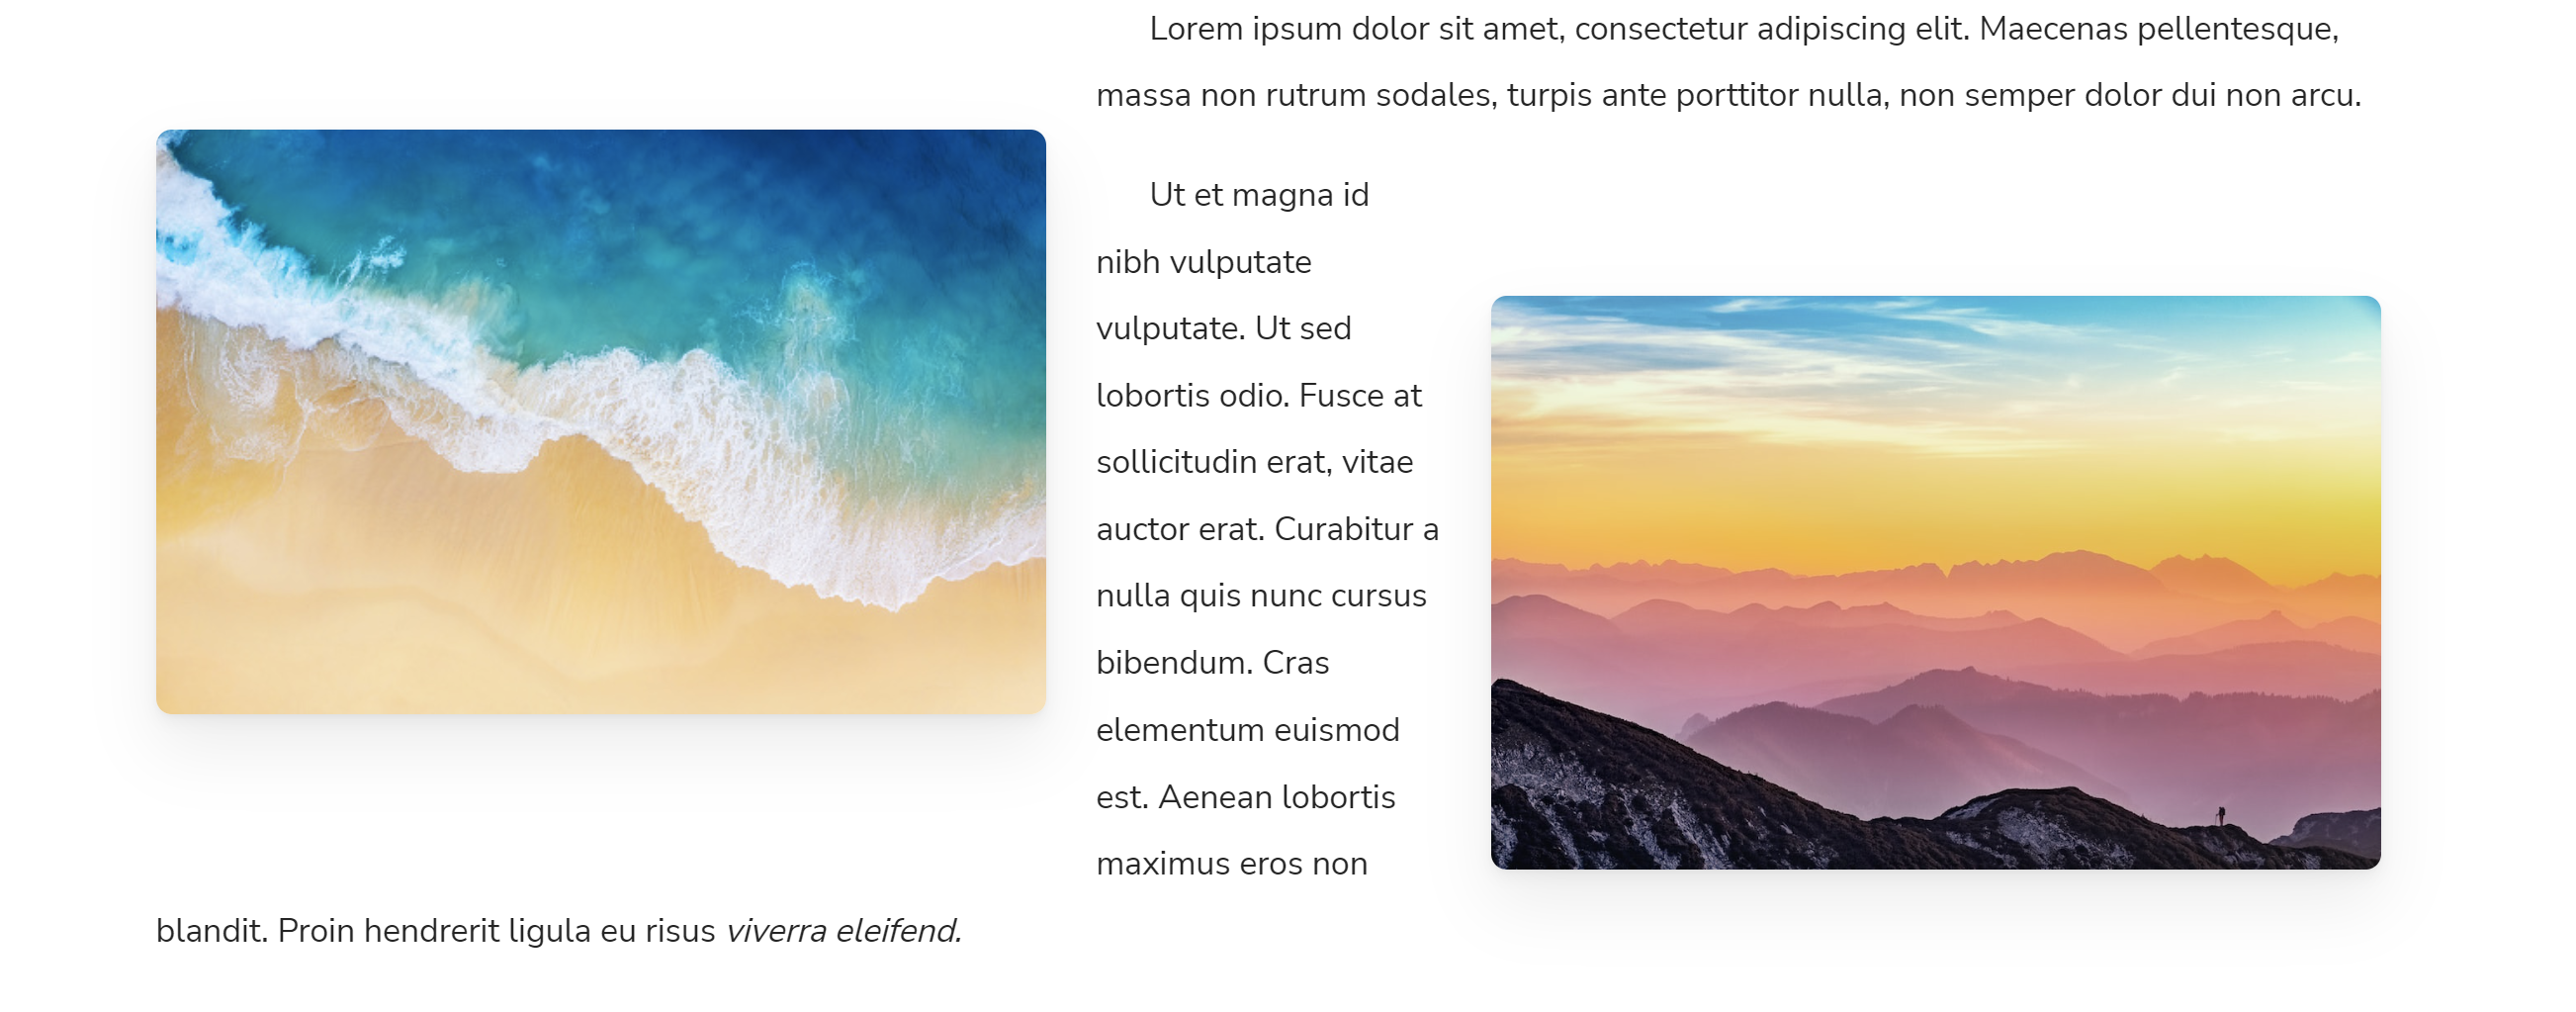 Lorem ipsum dolor sit amet, consectetur adipiscing elit. Maecenas pellentesque,
massa non rutrum sodales, turpis ante porttitor nulla, non semper dolor dui non arcu.
Ut et magna id
nibh vulputate
vulputate. Ut sed
lobortis odio. Fusce at
sollicitudin erat, vitae
auctor erat. Curabitur a
nulla quis nunc cursus
bibendum. Cras
elementum euismod
est. Aenean lobortis
maximus eros non
blandit. Proin hendrerit ligula eu risus viverra eleifend.